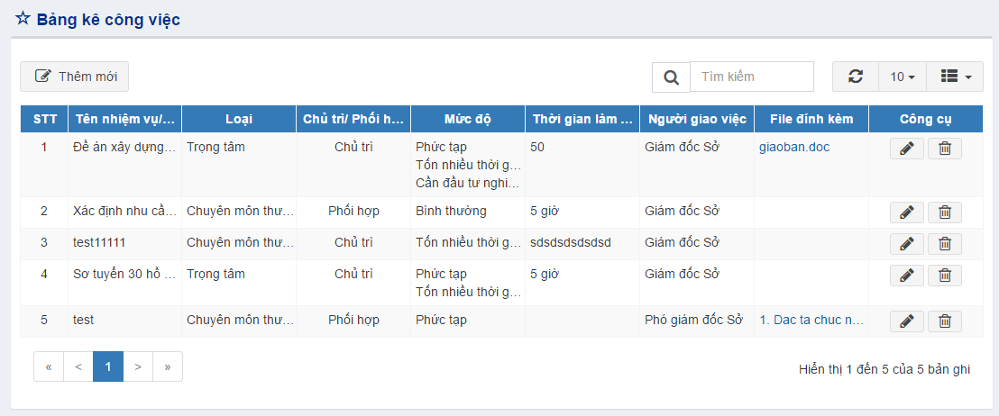 Bảng kê công việc
Thêm mới
Tìm kiếm
10
STT Tên nhiệm vụ/... Loại Chủ trì/ Phối h... Mức độ Thời gian làm ... Người giao việc File đính kèm Công cụ
1 Đề án xây dựng... Trọng tâm Chủ trì Phức tạp 50 Giám đốc Sở giaoban.doc
Tốn nhiều thời g...
Cần đầu tư nghi...
2 Xác định nhu cầ... Chuyên môn thư... Phối hợp Bình thường 5 giờ Giám đốc Sở
3 test11111 Chuyên môn thư... Chủ trì Tốn nhiều thời g... sdsdsdsdsdsd Giám đốc Sở
4 Sơ tuyển 30 hồ ... Trọng tâm Chủ trì Phức tạp 5 giờ Giám đốc Sở
Tốn nhiều thời g...
5 test Chuyên môn thư... Phối hợp Phức tạp Phó giám đốc Sở 1. Dac ta chuc n...
« < 1 > »
Hiển thị 1 đến 5 của 5 bản ghi